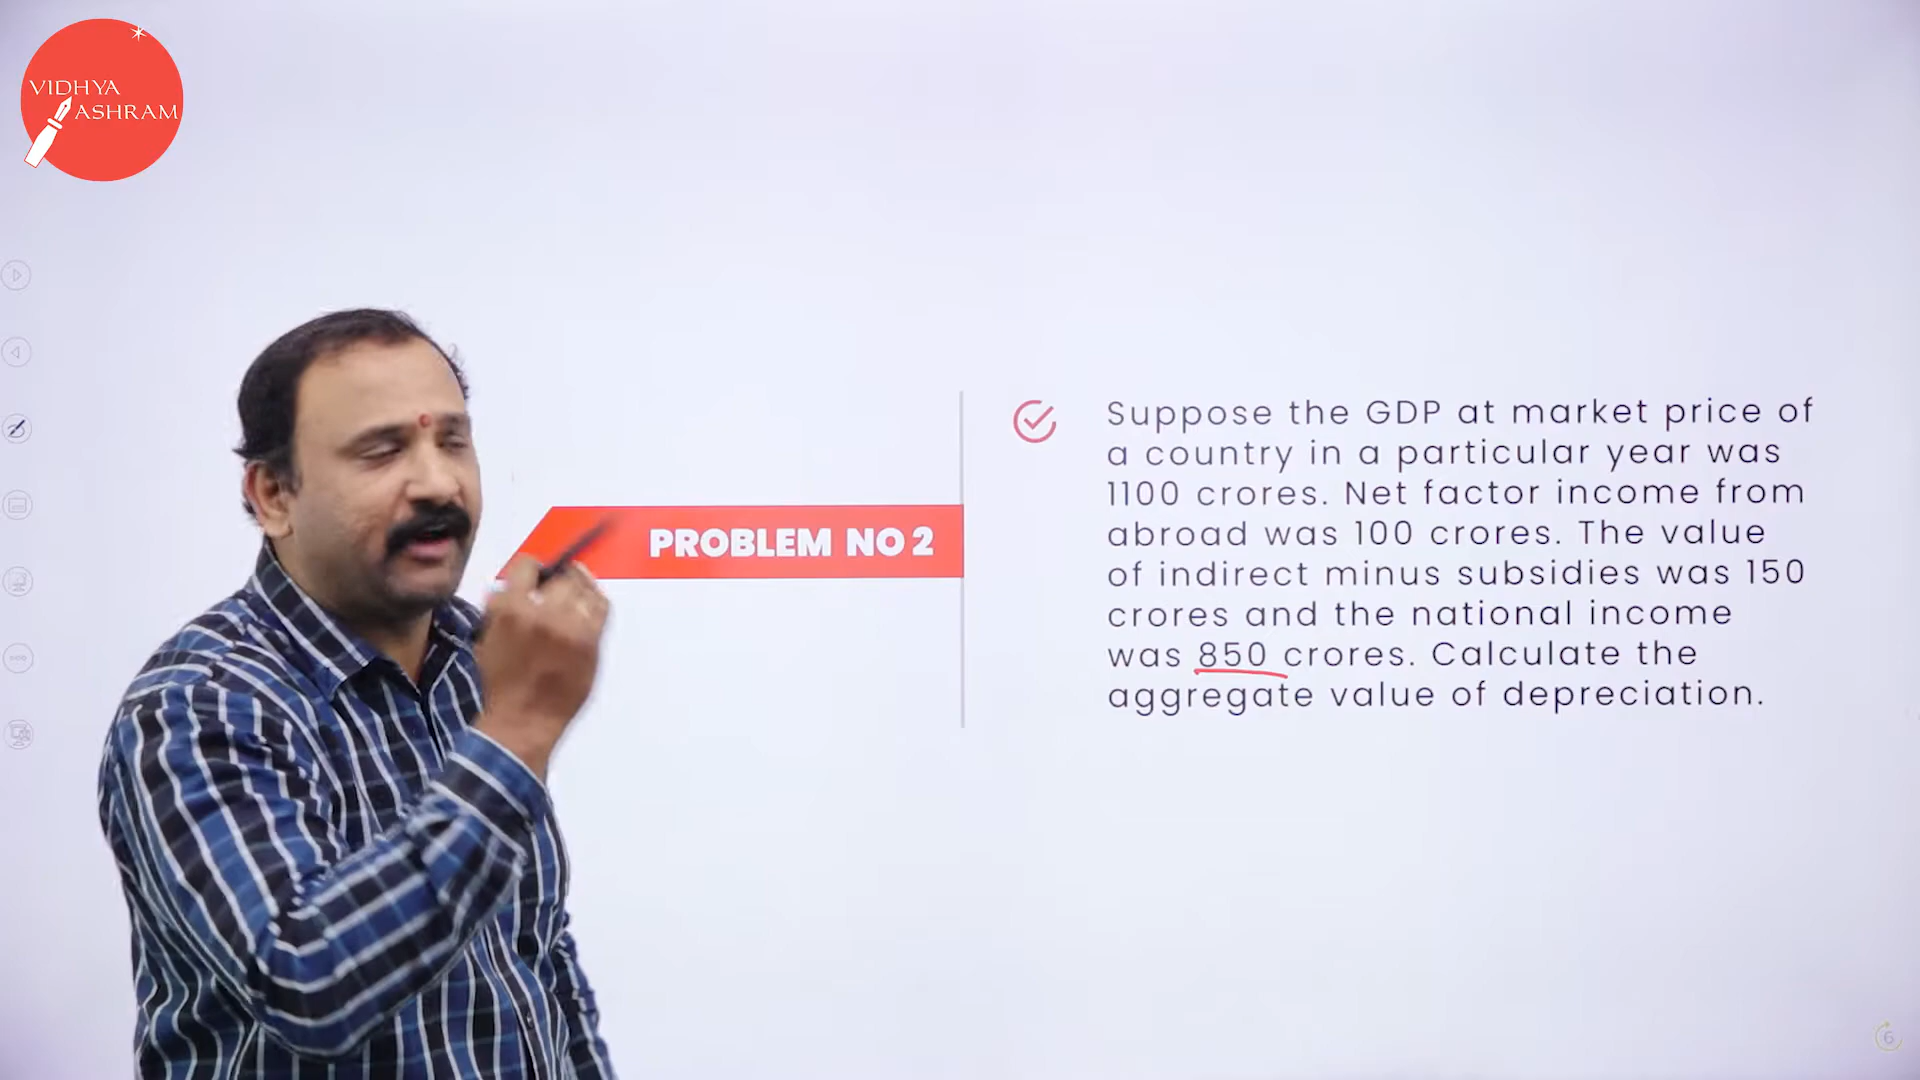 VIDHYA
ASHRAM
PROBLEM NO 2
Suppose the GDP at market price of
a country in a particular year was
1100 crores. Net factor income from
abroad was 100 crores. The value
of indirect minus subsidies was 150
crores and the national income
was 850 crores. Calculate the
aggregate value of depreciation.
6